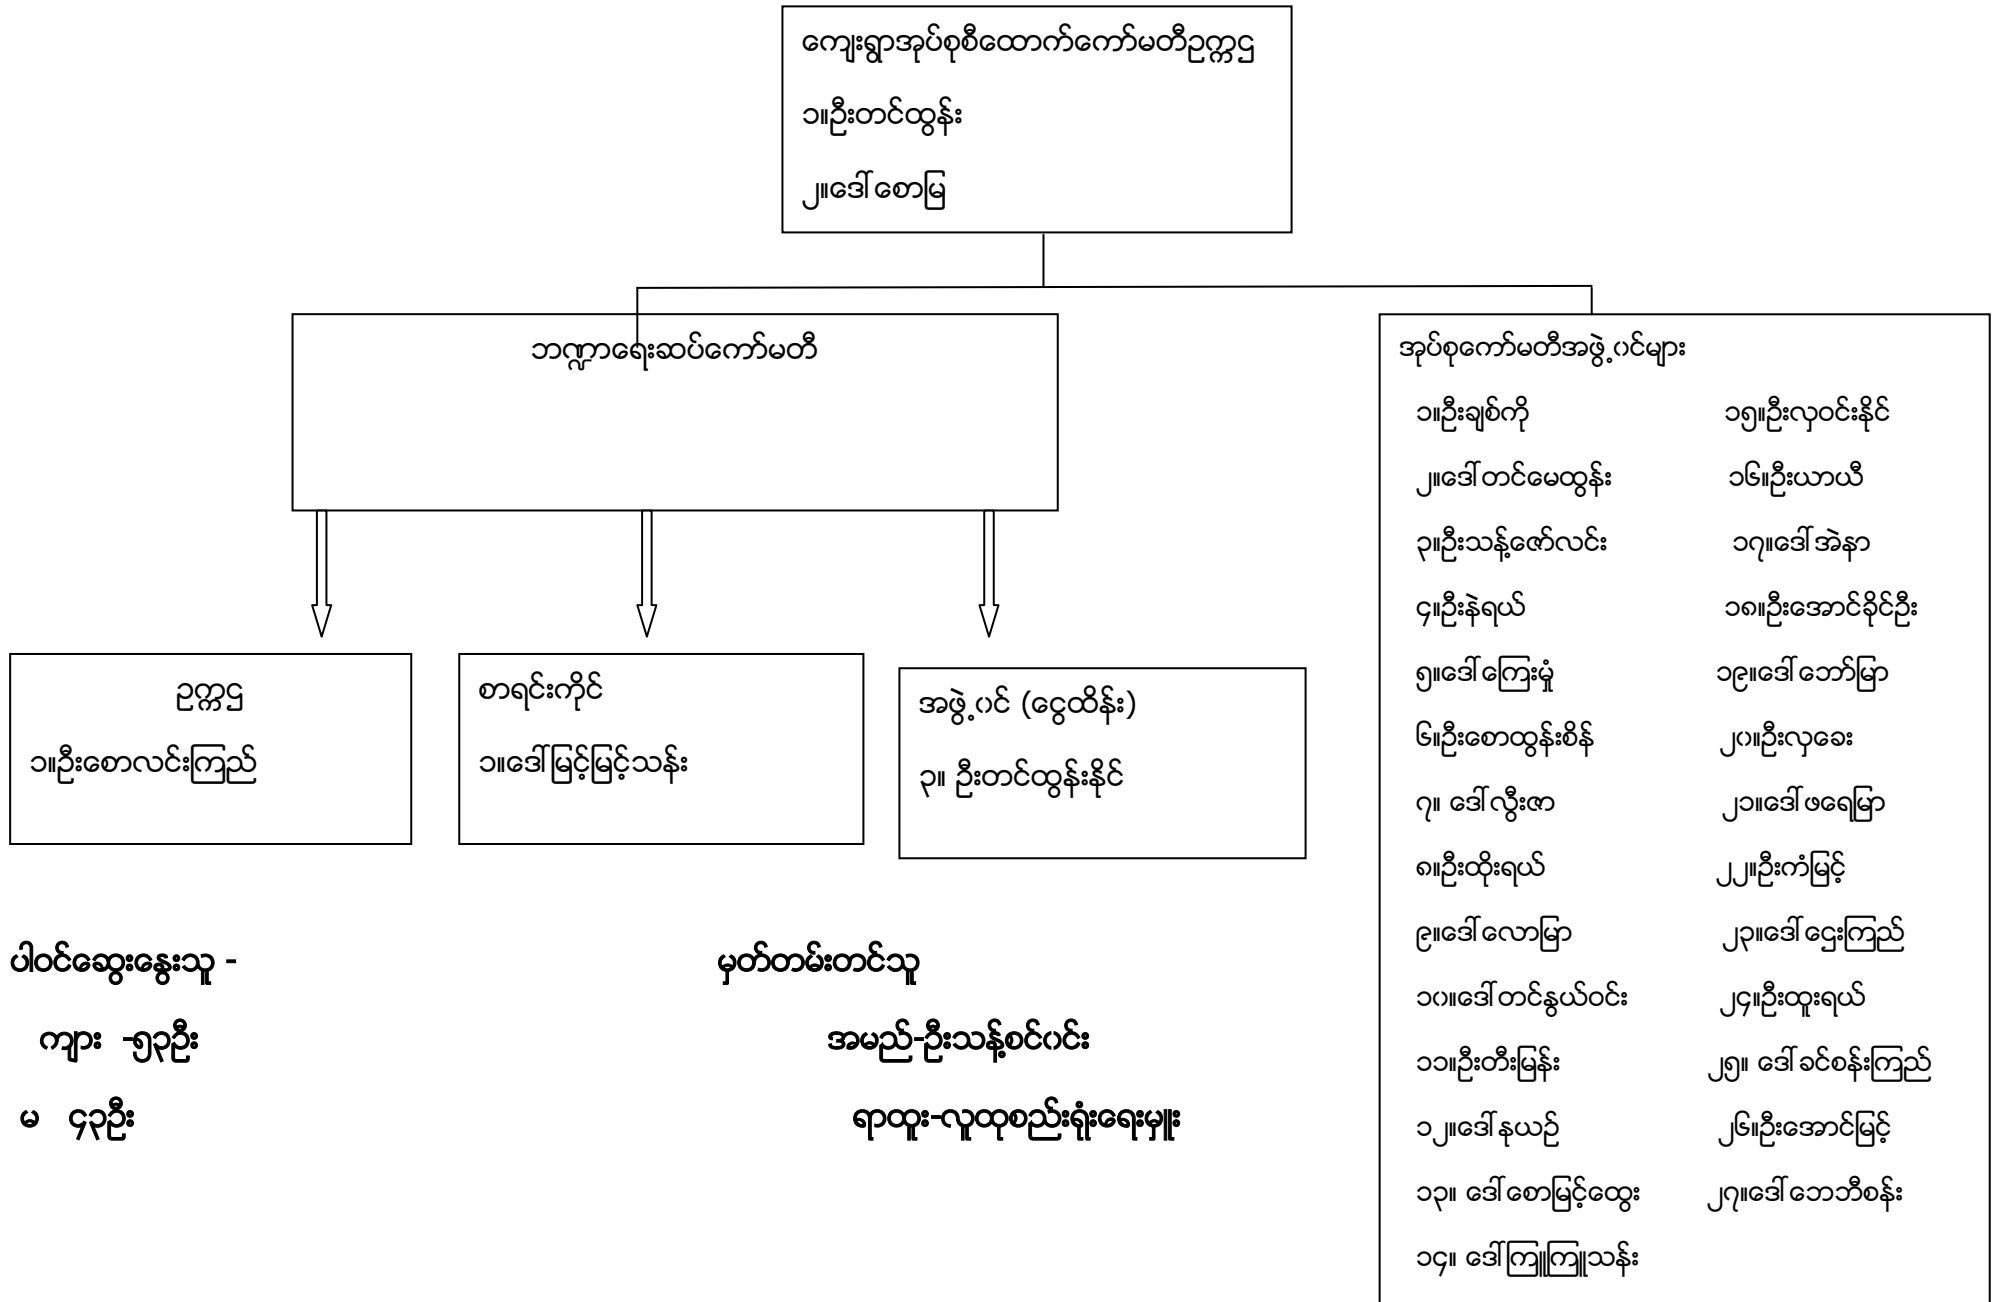 ကျေးရွာအုပ်စုစီထောက်ကော်မတီဥက္ကဌ
၁။ဦးတင်ထွန်း
၂။ဒေါ်စောမြ
ဘဏ္ဍာရေးဆပ်ကော်မတီ
ဥက္ကဌ
၁။ဦးစောလင်းကြည်
စာရင်းကိုင်
၁။ဒေါ်မြင့်မြင့်သန်း
အဖွဲ့ဝင် (ငွေထိန်း)
၃။ ဦးတင်ထွန်းနိုင်
အုပ်စုကော်မတီအဖွဲ့ဝင်များ
၁။ဦးချစ်ကို ၁၅။ဦးလှဝင်းနိုင်
၂။ဒေါ်တင်မေထွန်း ၁၆။ဦးယာယီ
၃။ဦးသန့်ဇော်လင်း ၁၇။ဒေါ်အဲနာ
၄။ဦးနဲရယ် ၁၈။ဦးအောင်ခိုင်ဦး
၅။ဒေါ်ကြေးမှုံ ၁၉။ဒေါ်ဘော်မြာ
၆။ဦးစောထွန်းစိန် ၂၀။ဦးလှခေး
၇။ ဒေါ်လွီးဇာ ၂၁။ဒေါ်ဖရေမြာ
၈။ဦးထိုးရယ် ၂၂။ဦးကံမြင့်
၉။ဒေါ်လောမြာ ၂၃။ဒေါ်ဌေးကြည်
၁၀။ဒေါ်တင်နွယ်ဝင်း ၂၄။ဦးထူးရယ်
၁၁။ဦးတီးမြန်း ၂၅။ ဒေါ်ခင်စန်းကြည်
၁၂။ဒေါ်နုယဉ် ၂၆။ဦးအောင်မြင့်
၁၃။ ဒေါ်စောမြင့်ထွေး ၂၇။ဒေါ်ဘေဘီစန်း
၁၄။ ဒေါ်ကြူကြူသန်း
ပါဝင်ဆွေးနွေးသူ -
ကျား -၅၃ဦး
မ ၄၃ဦး
မှတ်တမ်းတင်သူ
အမည်-ဦးသန့်စင်ဝင်း
ရာထူး-လူထုစည်းရုံးရေးမှူး